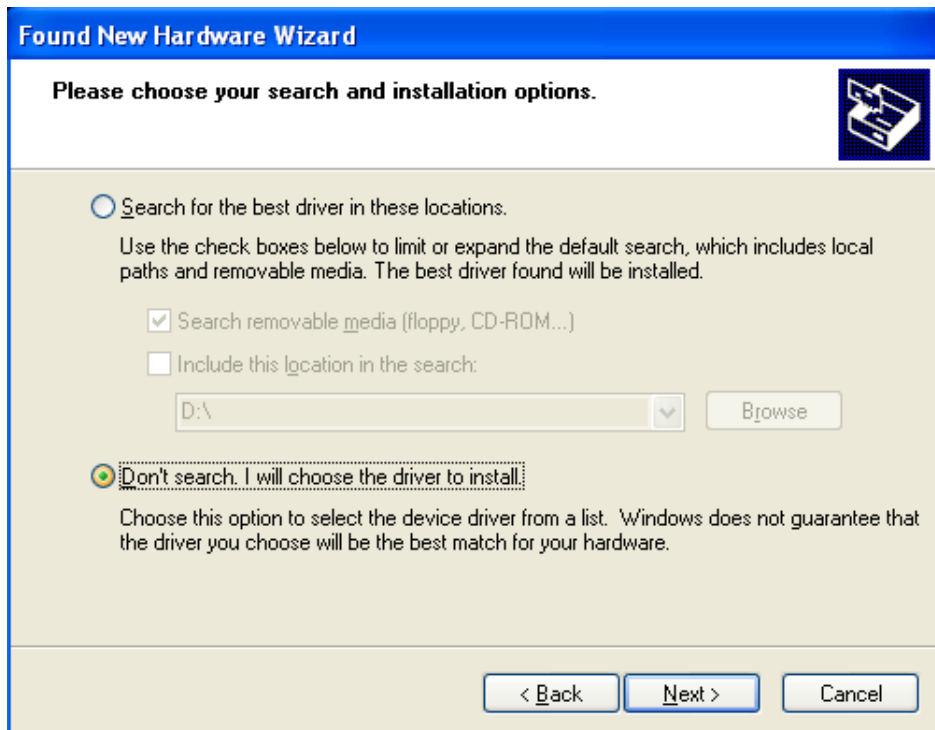 Found New Hardware Wizard
Please choose your search and installation options.
Search for the best driver in these locations.
Use the check boxes below to limit or expand the default search, which includes local
paths and removable media. The best driver found will be installed.
Search removable media (floppy, CD-ROM...)
Include this location in the search:
D:\
Browse
Don't search. I will choose the driver to install.
Choose this option to select the device driver from a list.  Windows does not guarantee that
the driver you choose will be the best match for your hardware.
< Back
Next >
Cancel